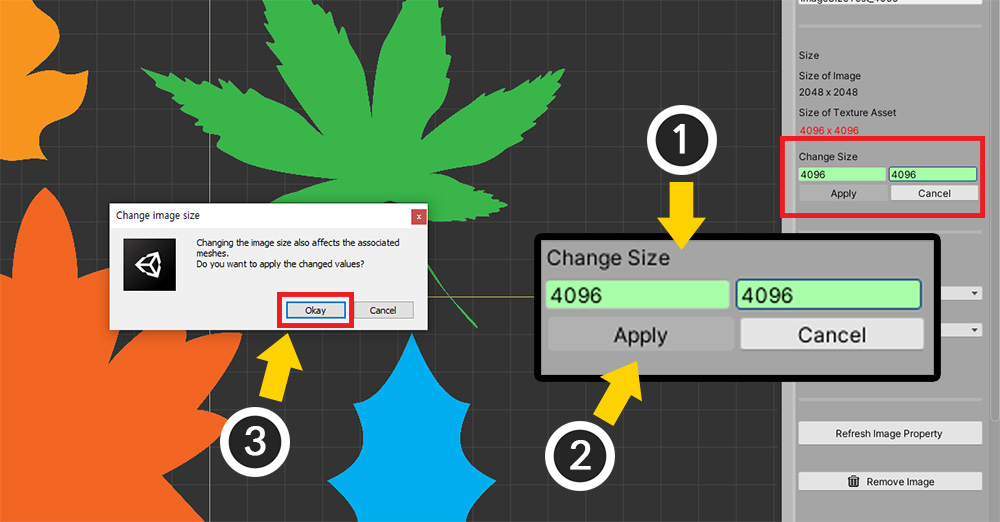 Size
Size of Image
2048 x 2048
Size of Texture Asset
4096 x 4096
Change Size
4096 4096
Apply Cancel
1
Change image size
x
Changing the image size also affects the associated
meshes.
Do you want to apply the changed values?
Okay Cancel
Change Size
4096 4096
Apply Cancel
3
2
Refresh Image Property
Remove Image